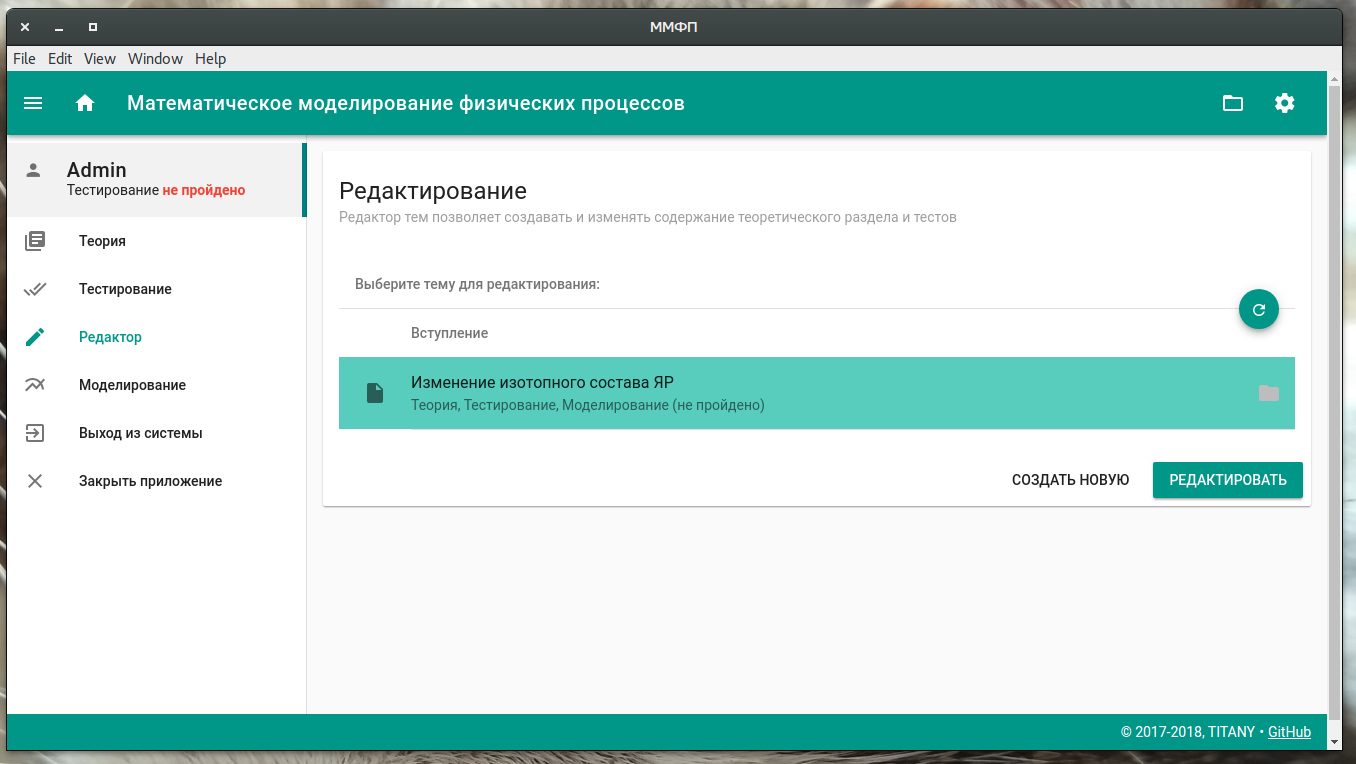 ММФП
File Edit View Window Help
Математическое моделирование физических процессов
Admin
Тестирование не пройдено
Теория
Тестирование
Редактор
Моделирование
Выход из системы
Закрыть приложение
Редактирование
Редактор тем позволяет создавать и изменять содержание теоретического раздела и тестов
Выберите тему для редактирования:
Вступление
Изменение изотопного состава ЯР
Теория, Тестирование, Моделирование (не пройдено)
СОЗДАТЬ НОВУЮ РЕДАКТИРОВАТЬ
© 2017-2018, TITANY • GitHub